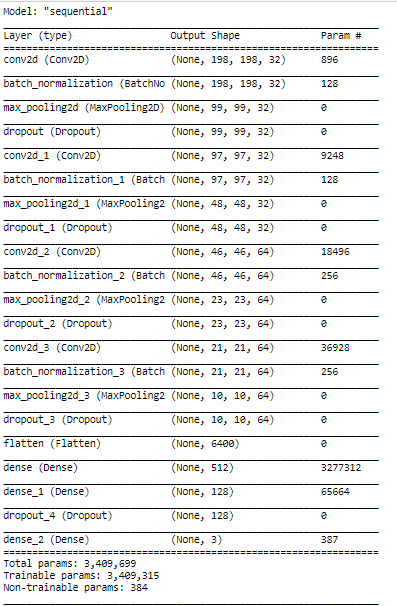 Model: "sequential"
Layer (type) Output Shape Param #
conv2d (Conv2D) (None, 198, 198, 32) 896
batch_normalization (BatchNo (None, 198, 198, 32) 128
max_pooling2d (MaxPooling2D) (None, 99, 99, 32) 0
dropout (Dropout) (None, 99, 99, 32) 0
conv2d_1 (Conv2D) (None, 97, 97, 32) 9248
batch_normalization_1 (Batch (None, 97, 97, 32) 128
max_pooling2d_1 (MaxPooling2 (None, 48, 48, 32) 0
dropout_1 (Dropout) (None, 48, 48, 32) 0
conv2d_2 (Conv2D) (None, 46, 46, 64) 18496
batch_normalization_2 (Batch (None, 46, 46, 64) 256
max_pooling2d_2 (MaxPooling2 (None, 23, 23, 64) 0
dropout_2 (Dropout) (None, 23, 23, 64) 0
conv2d_3 (Conv2D) (None, 21, 21, 64) 36928
batch_normalization_3 (Batch (None, 21, 21, 64) 256
max_pooling2d_3 (MaxPooling2 (None, 10, 10, 64) 0
dropout_3 (Dropout) (None, 10, 10, 64) 0
flatten (Flatten) (None, 6400) 0
dense (Dense) (None, 512) 3277312
dense_1 (Dense) (None, 128) 65664
dropout_4 (Dropout) (None, 128) 0
dense_2 (Dense) (None, 3) 387
Total params: 3,409,699
Trainable params: 3,409,315
Non-trainable params: 384